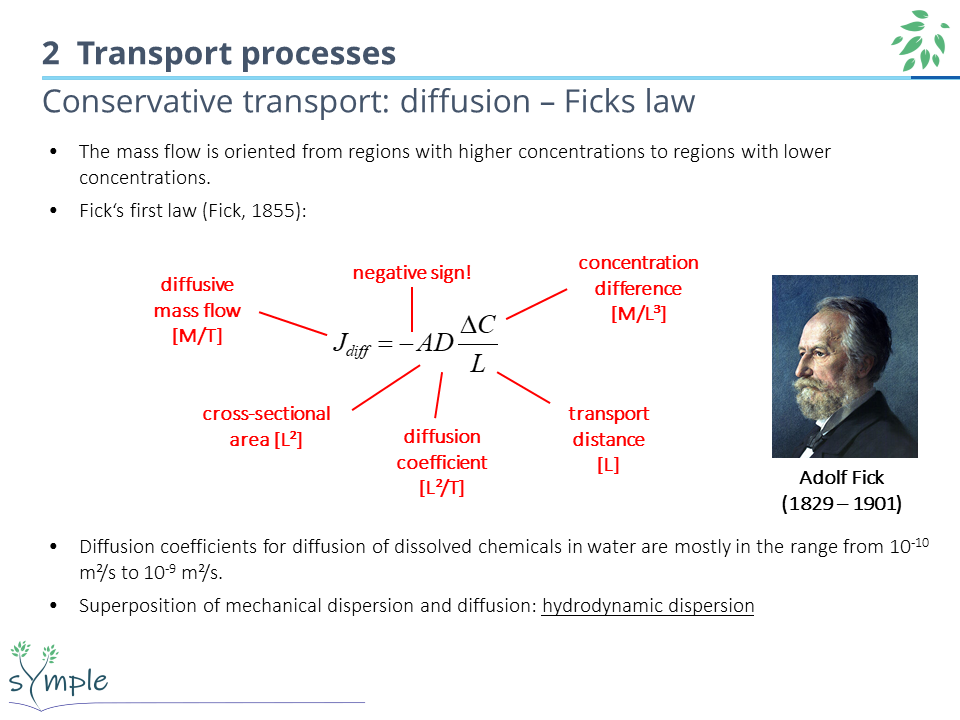 2 Transport processes
Conservative transport: diffusion – Ficks law
• The mass flow is oriented from regions with higher concentrations to regions with lower
concentrations.
• Fick‘s first law (Fick, 1855):
diffusive
mass flow
[M/T]
negative sign!
concentration
difference
[M/L³]
J_diff = −AD ΔC/L
cross-sectional
area [L²]
diffusion
coefficient
[L²/T]
transport
distance
[L]
Adolf Fick
(1829 – 1901)
• Diffusion coefficients for diffusion of dissolved chemicals in water are mostly in the range from 10⁻¹⁰
m²/s to 10⁻⁹ m²/s.
• Superposition of mechanical dispersion and diffusion: hydrodynamic dispersion
sYmple